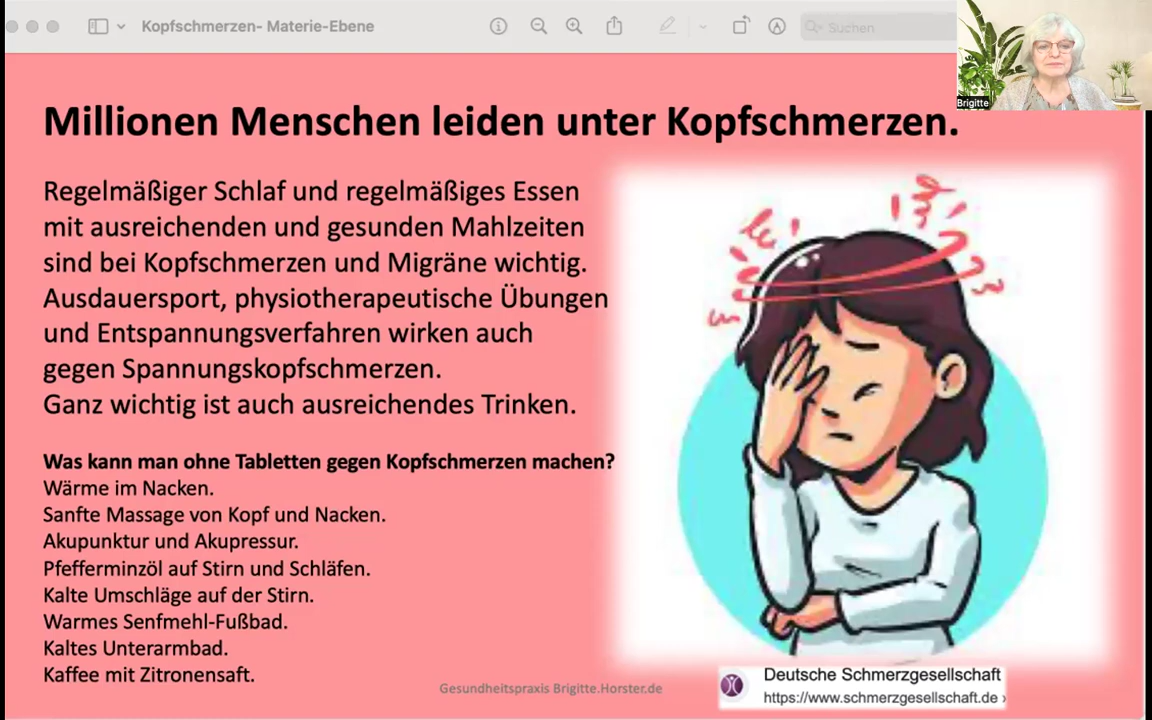 Kopfschmerzen- Materie-Ebene
Suchen
Brigitte
Millionen Menschen leiden unter Kopfschmerzen.
Regelmäßiger Schlaf und regelmäßiges Essen
mit ausreichenden und gesunden Mahlzeiten
sind bei Kopfschmerzen und Migräne wichtig.
Ausdauersport, physiotherapeutische Übungen
und Entspannungsverfahren wirken auch
gegen Spannungskopfschmerzen.
Ganz wichtig ist auch ausreichendes Trinken.
Was kann man ohne Tabletten gegen Kopfschmerzen machen?
Wärme im Nacken.
Sanfte Massage von Kopf und Nacken.
Akupunktur und Akupressur.
Pfefferminzöl auf Stirn und Schläfen.
Kalte Umschläge auf der Stirn.
Warmes Senfmehl-Fußbad.
Kaltes Unterarmbad.
Kaffee mit Zitronensaft.
Gesundheitspraxis Brigitte.Horster.de
Deutsche Schmerzgesellschaft
https://www.schmerzgesellschaft.de ›